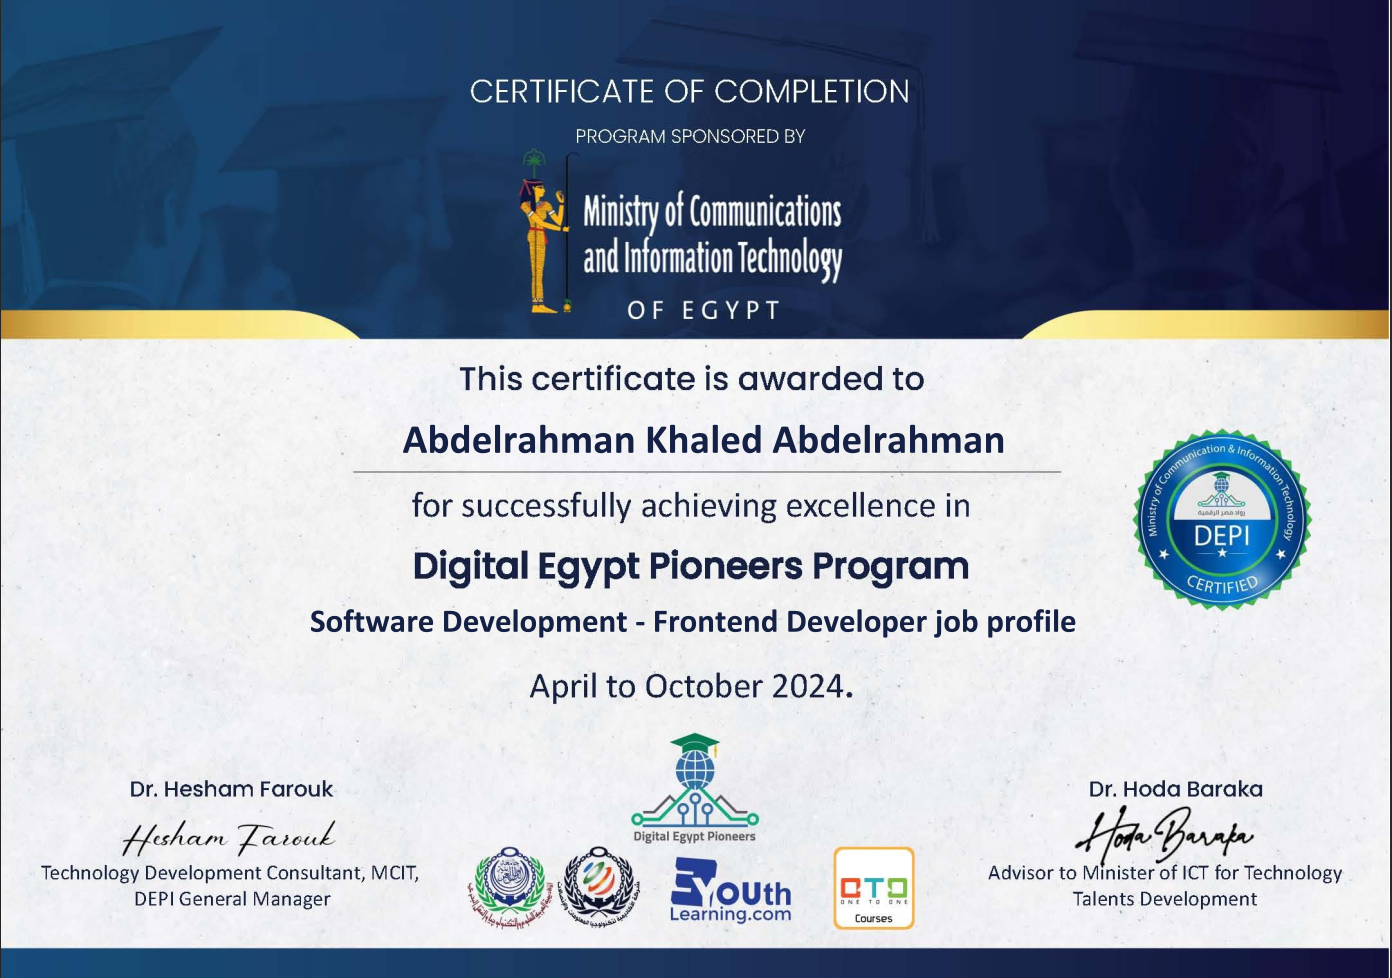 CERTIFICATE OF COMPLETION
PROGRAM SPONSORED BY
Ministry of Communications
and Information Technology
OF EGYPT
This certificate is awarded to
Abdelrahman Khaled Abdelrahman
for successfully achieving excellence in
Digital Egypt Pioneers Program
Software Development - Frontend Developer job profile
April to October 2024.
Ministry of Communication & Information Technology
رواد مصر الرقمية
DEPI
CERTIFIED
Dr. Hesham Farouk
Hesham Farouk
Technology Development Consultant, MCIT,
DEPI General Manager
Digital Egypt Pioneers
EYouth
Learning.com
OTO
ONE TO ONE
Courses
Dr. Hoda Baraka
Hoda Baraka
Advisor to Minister of ICT for Technology
Talents Development